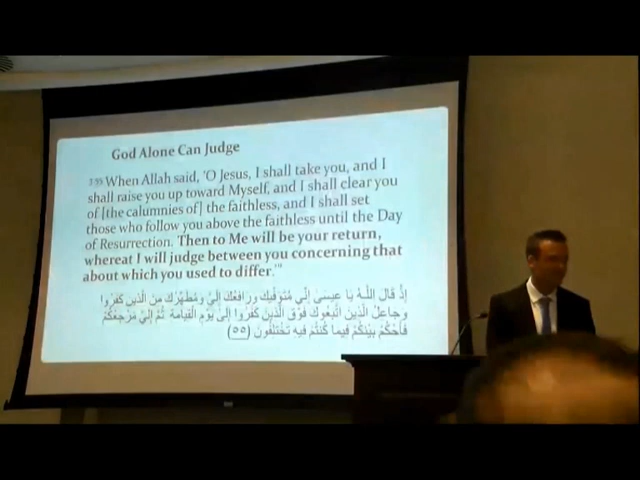 God Alone Can Judge
3:55 When Allah said, 'O Jesus, I shall take you, and I
shall raise you up toward Myself, and I shall clear you
of [the calumnies of] the faithless, and I shall set
those who follow you above the faithless until the Day
of Resurrection. Then to Me will be your return,
whereat I will judge between you concerning that
about which you used to differ.'"
إِذْ قَالَ اللَّهُ يَا عِيسَىٰ إِنِّي مُتَوَفِّيكَ وَرَافِعُكَ إِلَيَّ وَمُطَهِّرُكَ مِنَ الَّذِينَ كَفَرُوا
وَجَاعِلُ الَّذِينَ اتَّبَعُوكَ فَوْقَ الَّذِينَ كَفَرُوا إِلَىٰ يَوْمِ الْقِيَامَةِ ثُمَّ إِلَيَّ مَرْجِعُكُمْ
فَأَحْكُمُ بَيْنَكُمْ فِيمَا كُنْتُمْ فِيهِ تَخْتَلِفُونَ (٥٥)